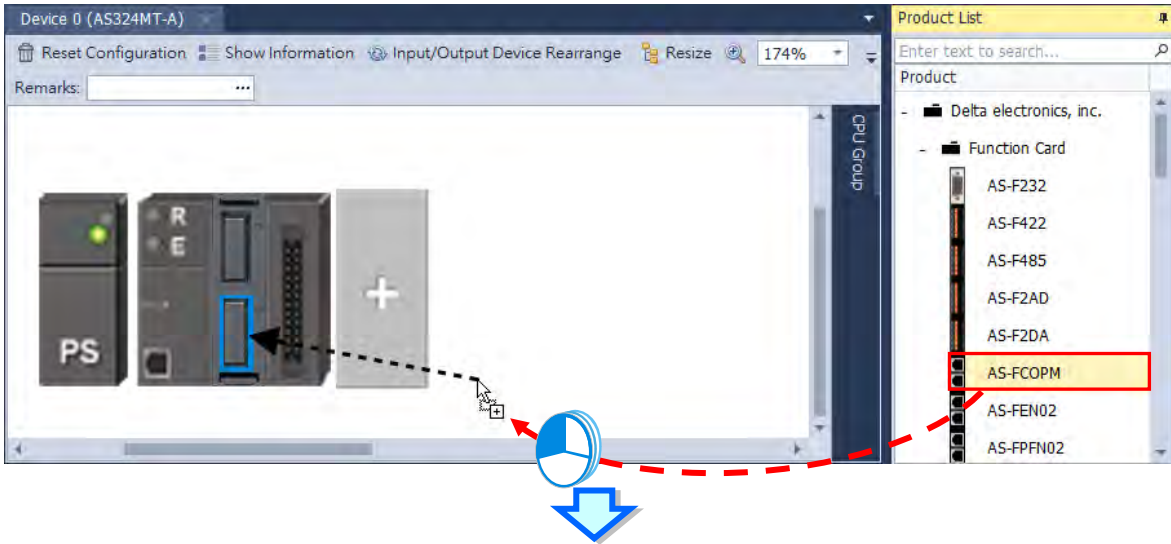 Device 0 (AS324MT-A)
Reset Configuration Show Information Input/Output Device Rearrange Resize 174%
Remarks: ...
PS
R
E
+
CPU Group
Product List
Enter text to search...
Product
- Delta electronics, inc.
- Function Card
AS-F232
AS-F422
AS-F485
AS-F2AD
AS-F2DA
AS-FCOPM
AS-FEN02
AS-FPFN02